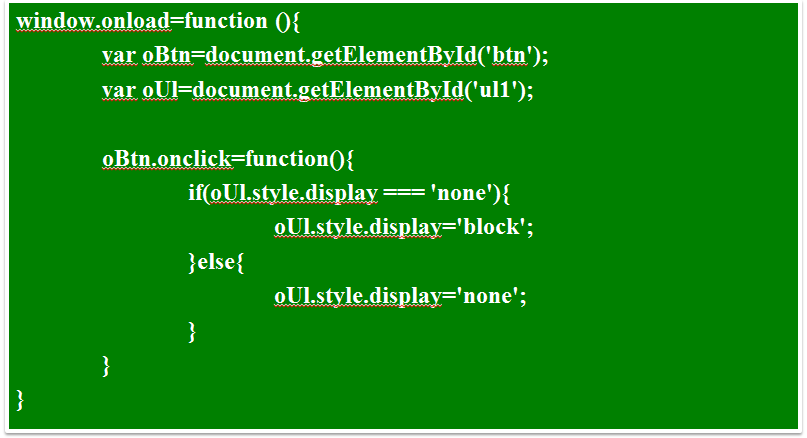 window.onload=function (){
var oBtn=document.getElementById('btn');
var oUl=document.getElementById('ul1');
oBtn.onclick=function(){
if(oUl.style.display === 'none'){
oUl.style.display='block';
}else{
oUl.style.display='none';
}
}
}